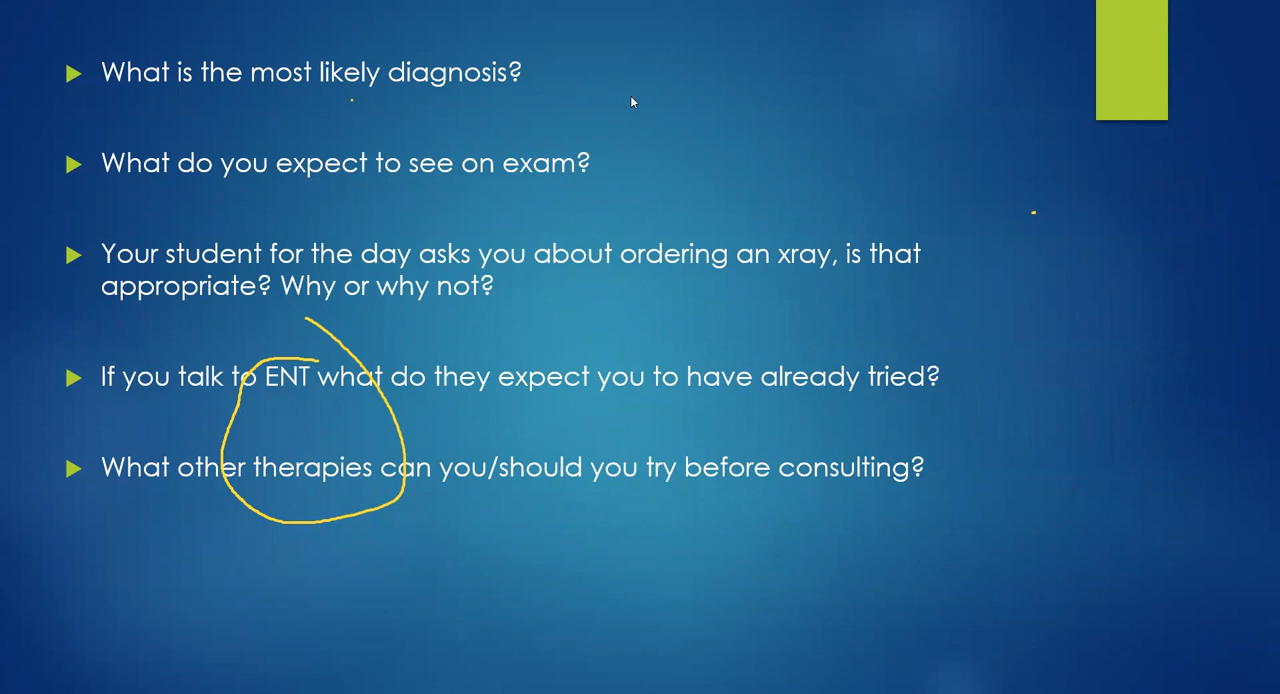 What is the most likely diagnosis?
What do you expect to see on exam?
Your student for the day asks you about ordering an xray, is that
appropriate? Why or why not?
If you talk to ENT what do they expect you to have already tried?
What other therapies can you/should you try before consulting?